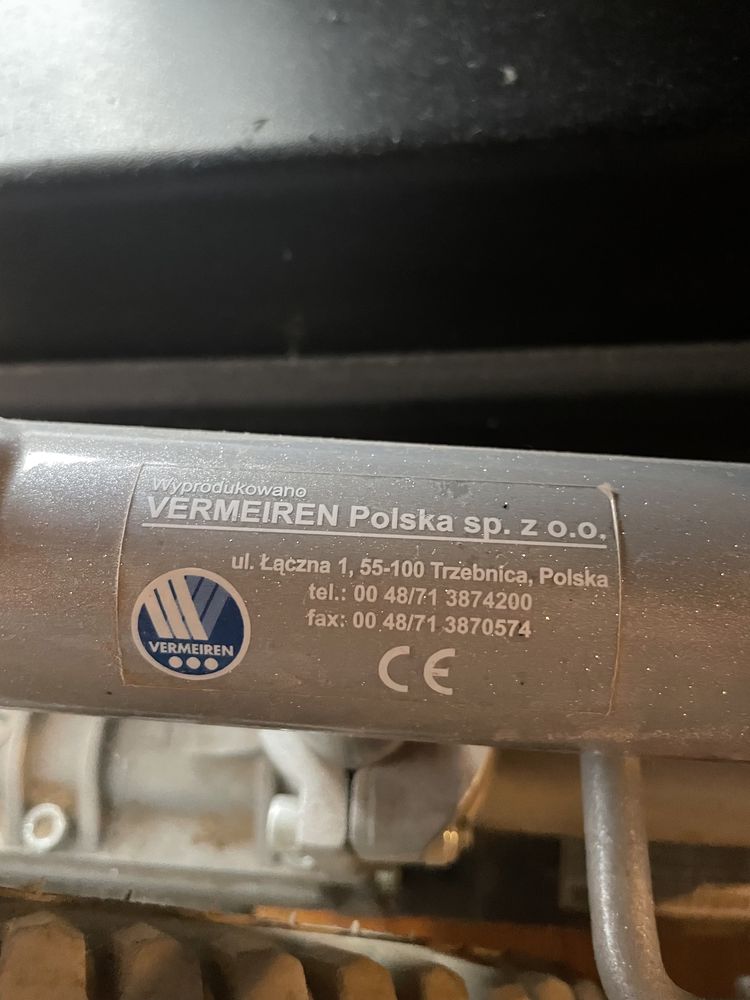 Wyprodukowano
VERMEIREN Polska sp. z o.o.
ul. Łączna 1, 55-100 Trzebnica, Polska
tel.: 00 48/71 3874200
fax: 00 48/71 3870574
VERMEIREN
CE